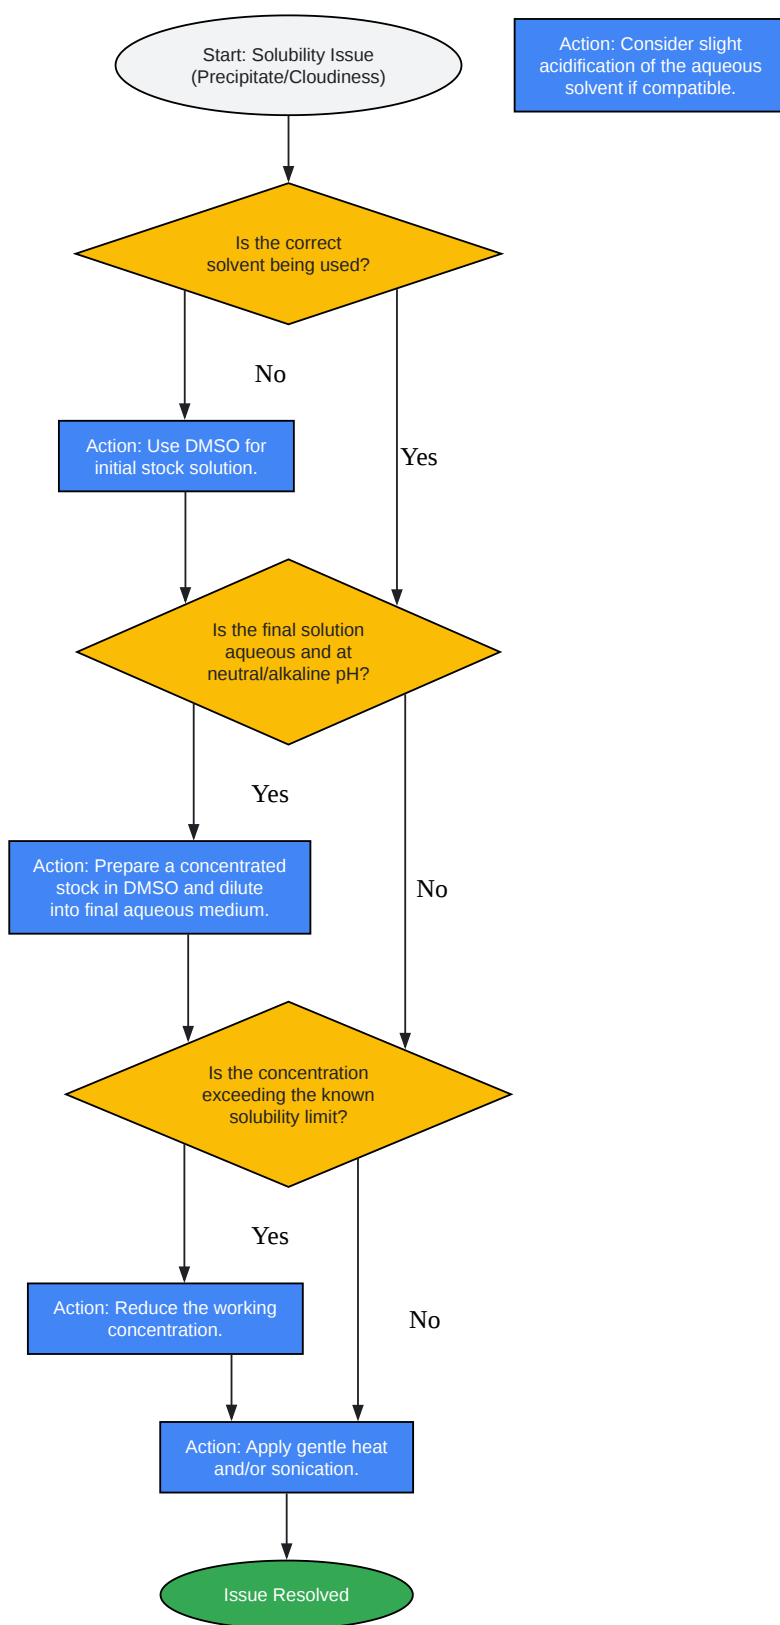 Start: Solubility Issue
(Precipitate/Cloudiness)
Action: Consider slight
acidification of the aqueous
solvent if compatible.
Is the correct
solvent being used?
No
Yes
Action: Use DMSO for
initial stock solution.
Is the final solution
aqueous and at
neutral/alkaline pH?
Yes
No
Action: Prepare a concentrated
stock in DMSO and dilute
into final aqueous medium.
Is the concentration
exceeding the known
solubility limit?
Yes
No
Action: Reduce the working
concentration.
Action: Apply gentle heat
and/or sonication.
Issue Resolved